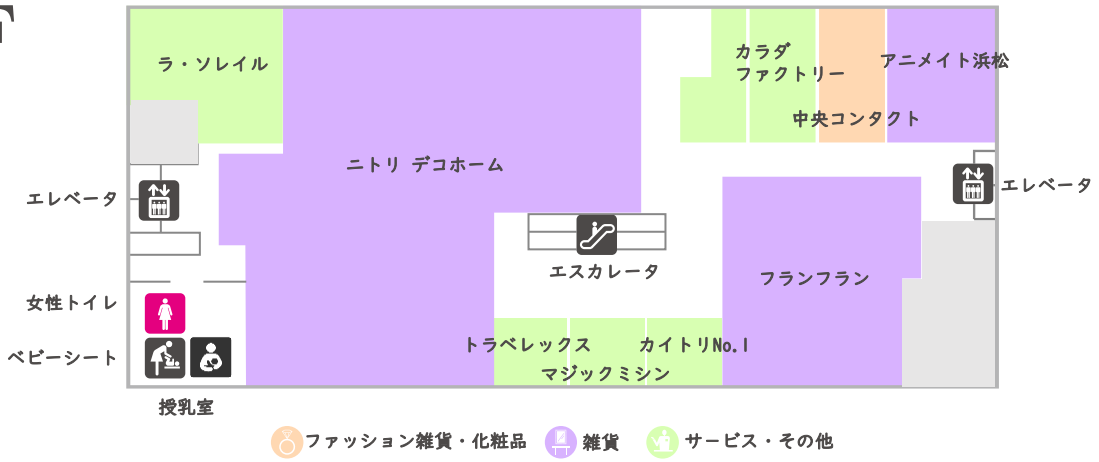 ラ・ソレイル
カラダ
ファクトリー
アニメイト浜松
中央コンタクト
ニトリ デコホーム
エレベータ
エレベータ
エスカレータ
フランフラン
女性トイレ
トラベレックス
カイトリNo.1
ベビーシート
マジックミシン
授乳室
ファッション雑貨・化粧品
雑貨
サービス・その他